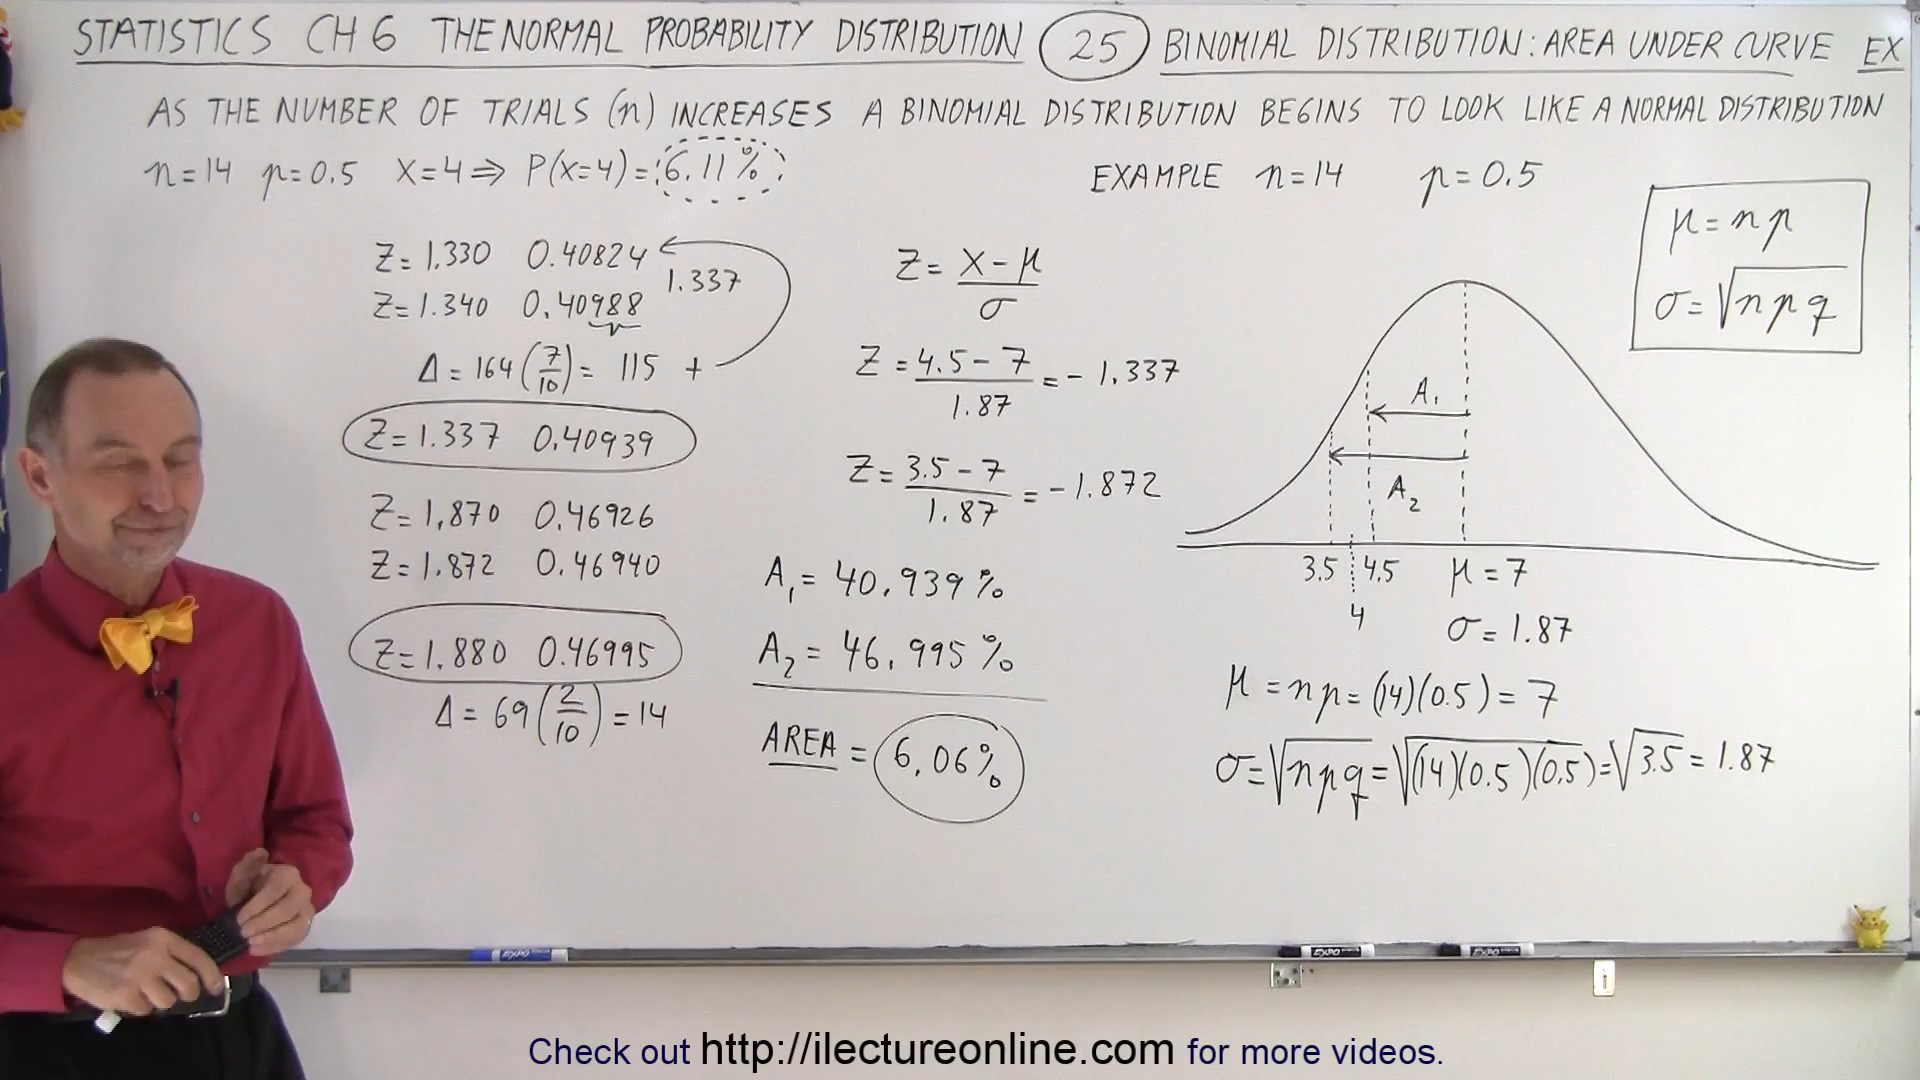 STATISTICS CH 6 THE NORMAL PROBABILITY DISTRIBUTION 25 BINOMIAL DISTRIBUTION: AREA UNDER CURVE EX
AS THE NUMBER OF TRIALS (n) INCREASES A BINOMIAL DISTRIBUTION BEGINS TO LOOK LIKE A NORMAL DISTRIBUTION
n=14 p=0.5 X=4 ⇒ P(X=4)= 6.11%
EXAMPLE n=14 p=0.5
μ = np
σ = √npq
Z=1.330 0.40824
1.337
Z=1.340 0.40988
Δ = 164 (7/10) = 115 +
Z=1.337 0.40939
Z=1.870 0.46926
Z=1.872 0.46940
Z=1.880 0.46995
Δ = 69 (2/10) = 14
Z = (X-μ)/σ
Z = (4.5-7)/1.87 = -1.337
Z = (3.5-7)/1.87 = -1.872
A₁ = 40.939%
A₂ = 46.995%
AREA = 6.06%
A₁
A₂
3.5 4.5 μ = 7
4
σ = 1.87
μ = np = (14)(0.5) = 7
σ = √npq = √(14)(0.5)(0.5) = √3.5 = 1.87
EXPO EXPO EXPO
Check out http://ilectureonline.com for more videos.